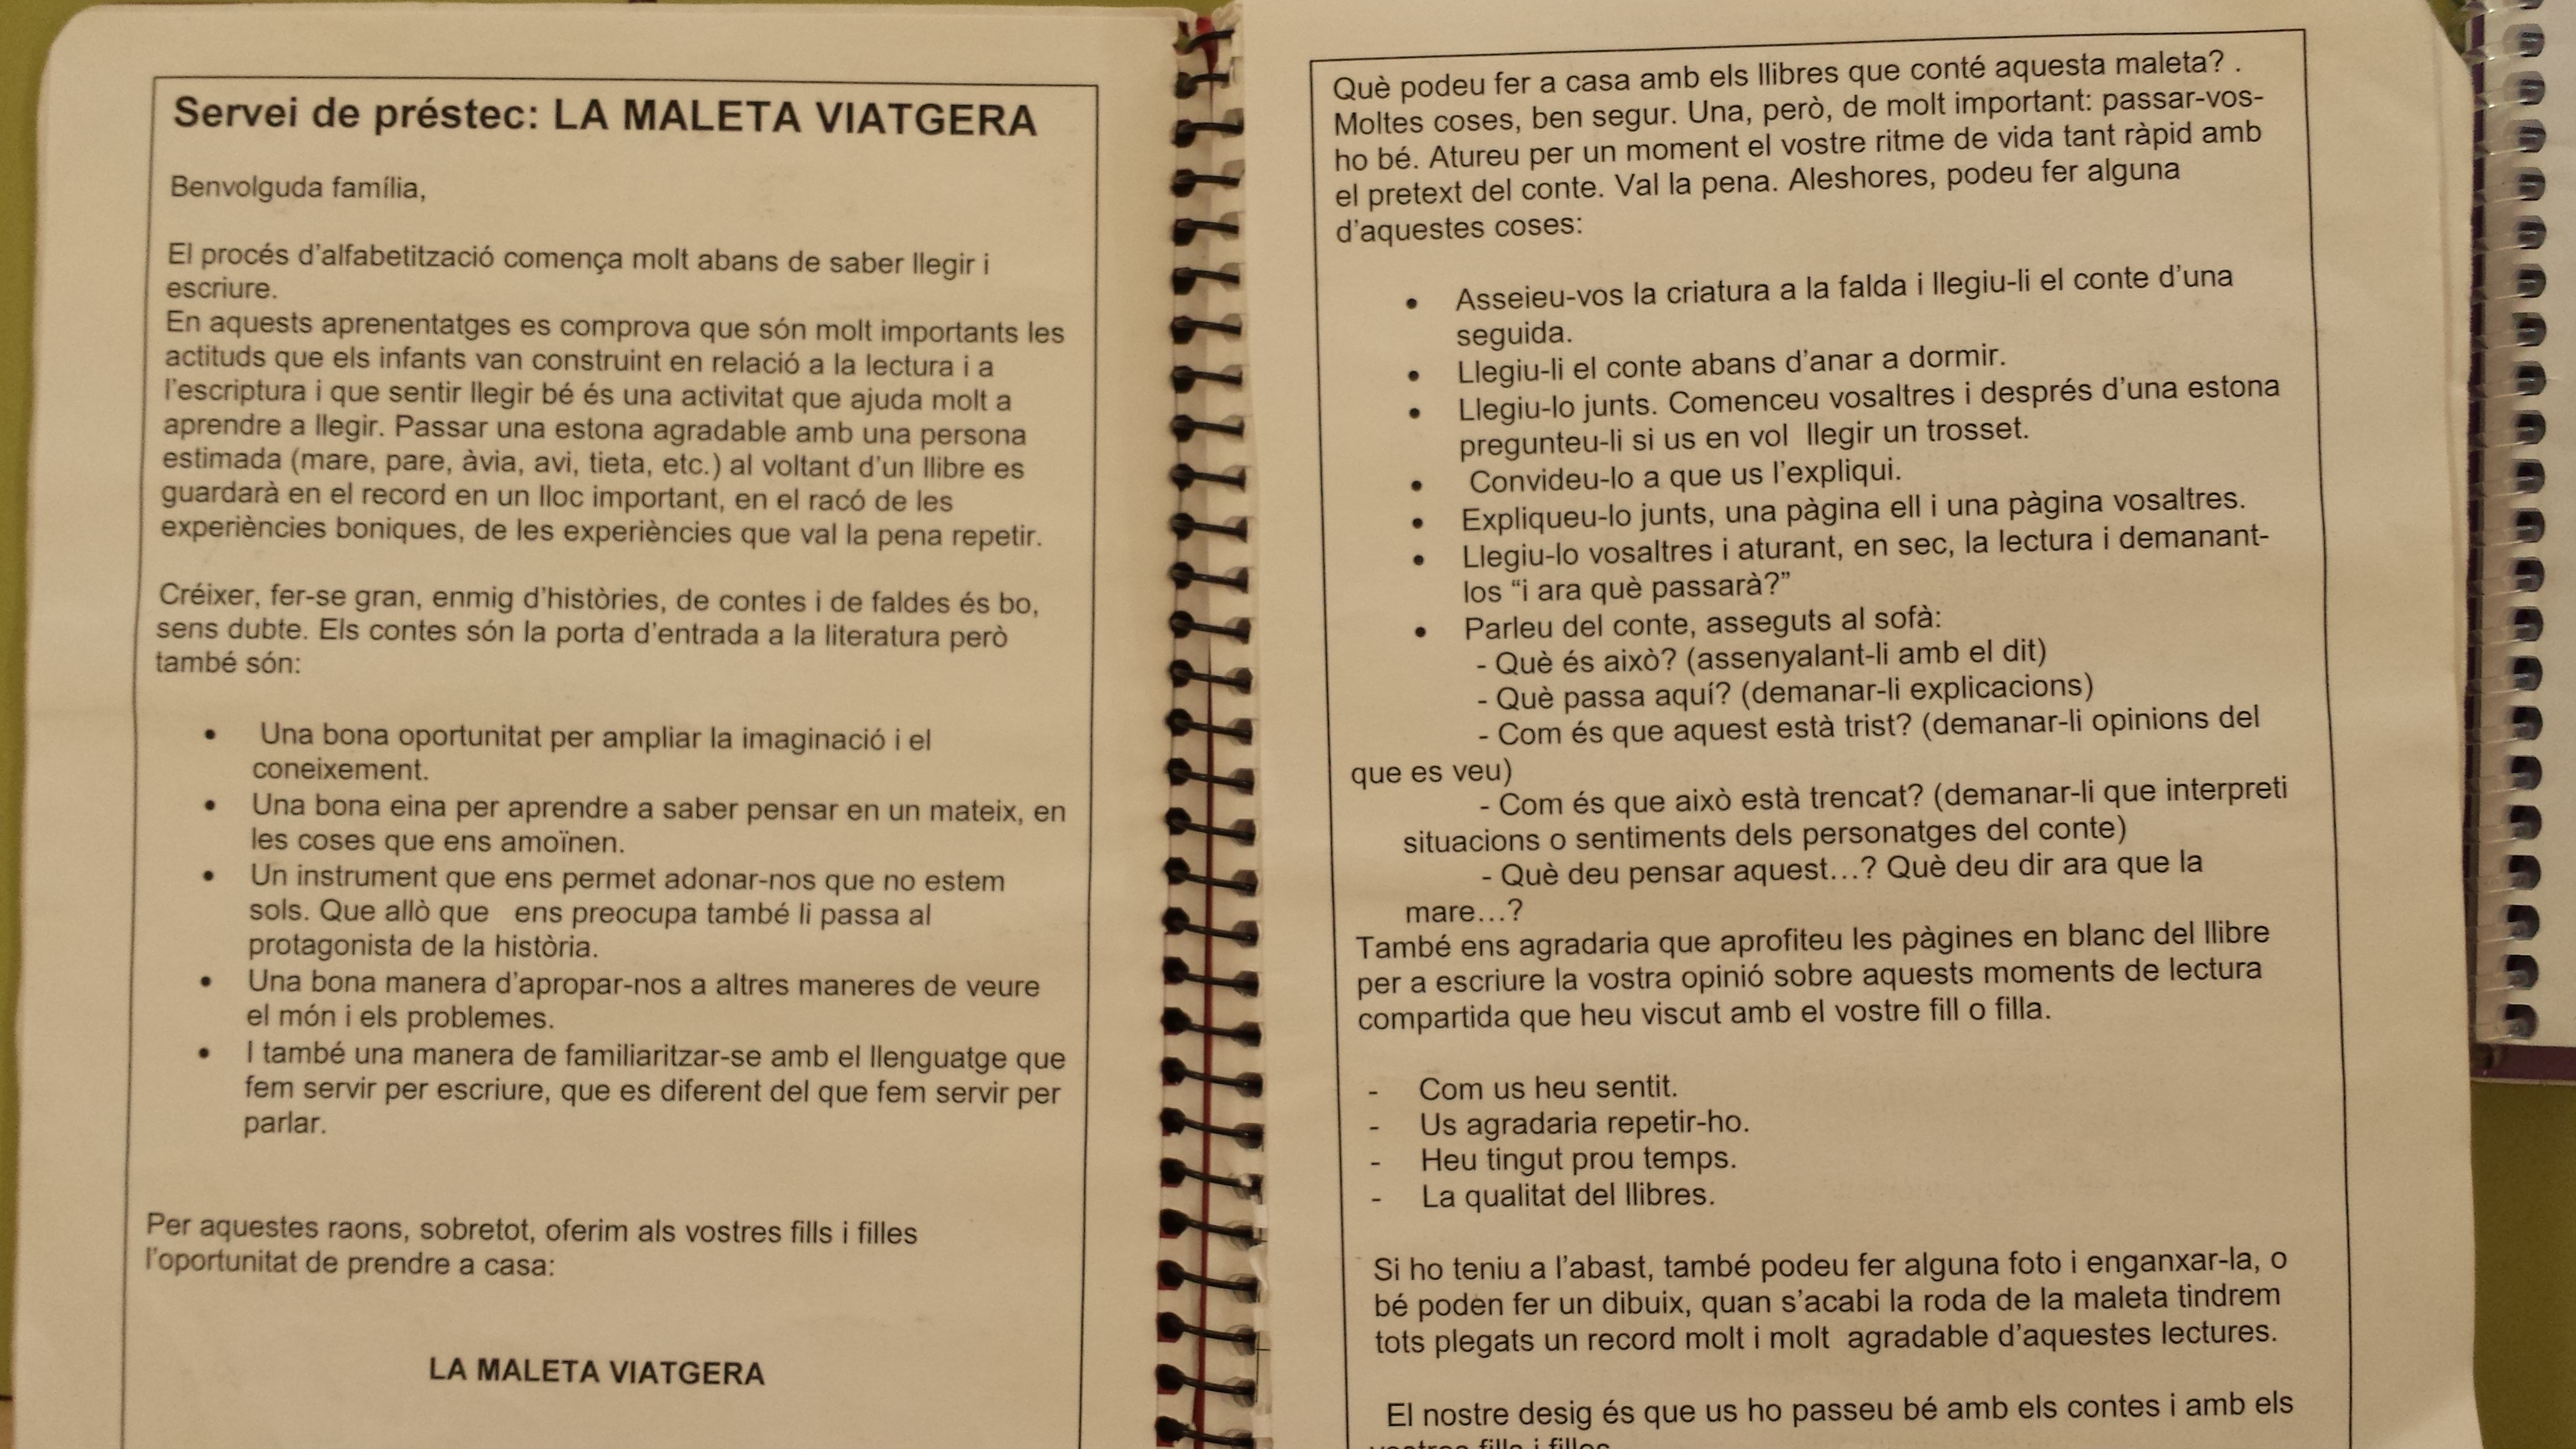 Servei de préstec: LA MALETA VIATGERA
Benvolguda família,
El procés d'alfabetització comença molt abans de saber llegir i
escriure.
En aquests aprenentatges es comprova que són molt importants les
actituds que els infants van construint en relació a la lectura i a
l'escriptura i que sentir llegir bé és una activitat que ajuda molt a
aprendre a llegir. Passar una estona agradable amb una persona
estimada (mare, pare, àvia, avi, tieta, etc.) al voltant d'un llibre es
guardarà en el record en un lloc important, en el racó de les
experiències boniques, de les experiències que val la pena repetir.
Créixer, fer-se gran, enmig d'històries, de contes i de faldes és bo,
sens dubte. Els contes són la porta d'entrada a la literatura però
també són:
• Una bona oportunitat per ampliar la imaginació i el
coneixement.
• Una bona eina per aprendre a saber pensar en un mateix, en
les coses que ens amoïnen.
• Un instrument que ens permet adonar-nos que no estem
sols. Que allò que ens preocupa també li passa al
protagonista de la història.
• Una bona manera d'apropar-nos a altres maneres de veure
el món i els problemes.
• I també una manera de familiaritzar-se amb el llenguatge que
fem servir per escriure, que es diferent del que fem servir per
parlar.
Per aquestes raons, sobretot, oferim als vostres fills i filles
l'oportunitat de prendre a casa:
LA MALETA VIATGERA
Què podeu fer a casa amb els llibres que conté aquesta maleta? .
Moltes coses, ben segur. Una, però, de molt important: passar-vos-
ho bé. Atureu per un moment el vostre ritme de vida tant ràpid amb
el pretext del conte. Val la pena. Aleshores, podeu fer alguna
d'aquestes coses:
• Asseieu-vos la criatura a la falda i llegiu-li el conte d'una
seguida.
• Llegiu-li el conte abans d'anar a dormir.
• Llegiu-lo junts. Comenceu vosaltres i després d'una estona
pregunteu-li si us en vol llegir un trosset.
• Convideu-lo a que us l'expliqui.
• Expliqueu-lo junts, una pàgina ell i una pàgina vosaltres.
• Llegiu-lo vosaltres i aturant, en sec, la lectura i demanant-
los “i ara què passarà?”
• Parleu del conte, asseguts al sofà:
- Què és això? (assenyalant-li amb el dit)
- Què passa aquí? (demanar-li explicacions)
- Com és que aquest està trist? (demanar-li opinions del
que es veu)
- Com és que això està trencat? (demanar-li que interpreti
situacions o sentiments dels personatges del conte)
- Què deu pensar aquest...? Què deu dir ara que la
mare...?
També ens agradaria que aprofiteu les pàgines en blanc del llibre
per a escriure la vostra opinió sobre aquests moments de lectura
compartida que heu viscut amb el vostre fill o filla.
- Com us heu sentit.
- Us agradaria repetir-ho.
- Heu tingut prou temps.
- La qualitat del llibres.
Si ho teniu a l'abast, també podeu fer alguna foto i enganxar-la, o
bé poden fer un dibuix, quan s'acabi la roda de la maleta tindrem
tots plegats un record molt i molt agradable d'aquestes lectures.
El nostre desig és que us ho passeu bé amb els contes i amb els
vostres fills i filles